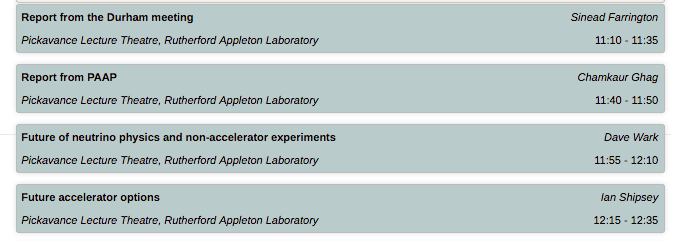 Report from the Durham meeting Sinead Farrington
Pickavance Lecture Theatre, Rutherford Appleton Laboratory 11:10 - 11:35
Report from PAAP Chamkaur Ghag
Pickavance Lecture Theatre, Rutherford Appleton Laboratory 11:40 - 11:50
Future of neutrino physics and non-accelerator experiments Dave Wark
Pickavance Lecture Theatre, Rutherford Appleton Laboratory 11:55 - 12:10
Future accelerator options Ian Shipsey
Pickavance Lecture Theatre, Rutherford Appleton Laboratory 12:15 - 12:35